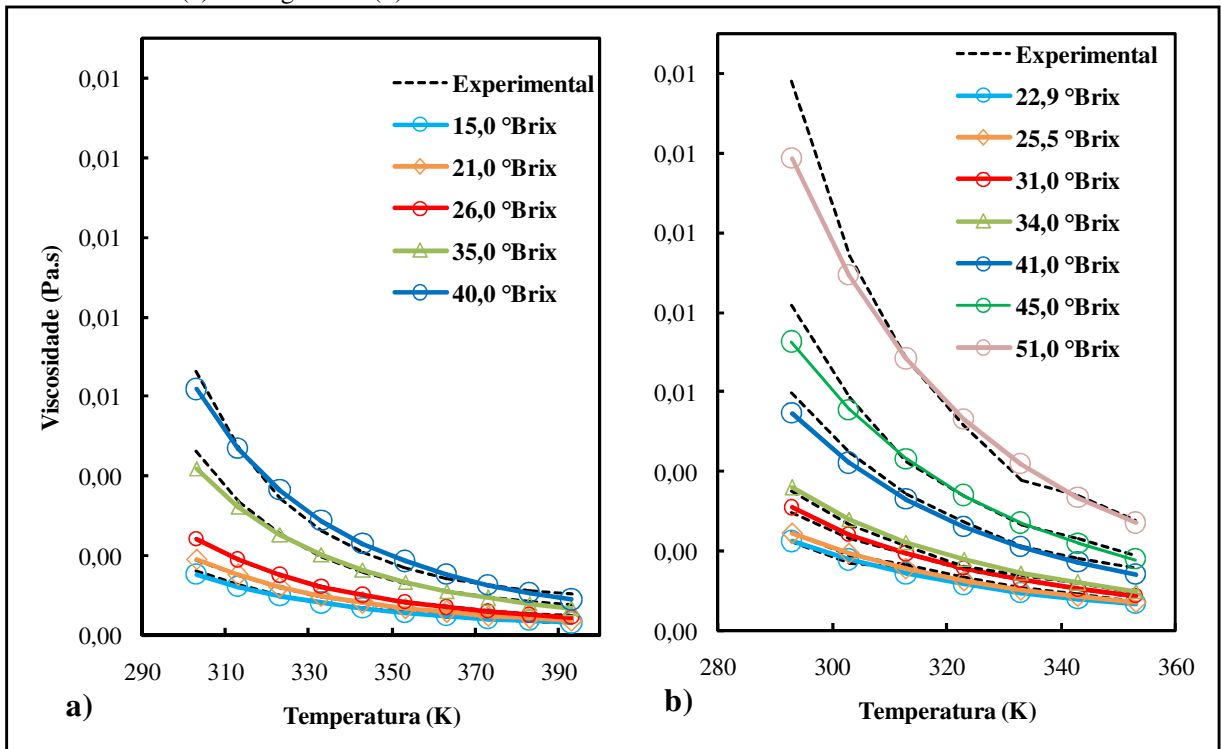 Viscosidade (Pa.s)
0,01
0,01
0,01
0,01
0,01
0,00
0,00
0,00
290
310
330
350
370
390
Temperatura (K)
a)
Experimental
15,0 °Brix
21,0 °Brix
26,0 °Brix
35,0 °Brix
40,0 °Brix
0,01
0,01
0,01
0,01
0,01
0,00
0,00
0,00
280
300
320
340
360
Temperatura (K)
b)
Experimental
22,9 °Brix
25,5 °Brix
31,0 °Brix
34,0 °Brix
41,0 °Brix
45,0 °Brix
51,0 °Brix